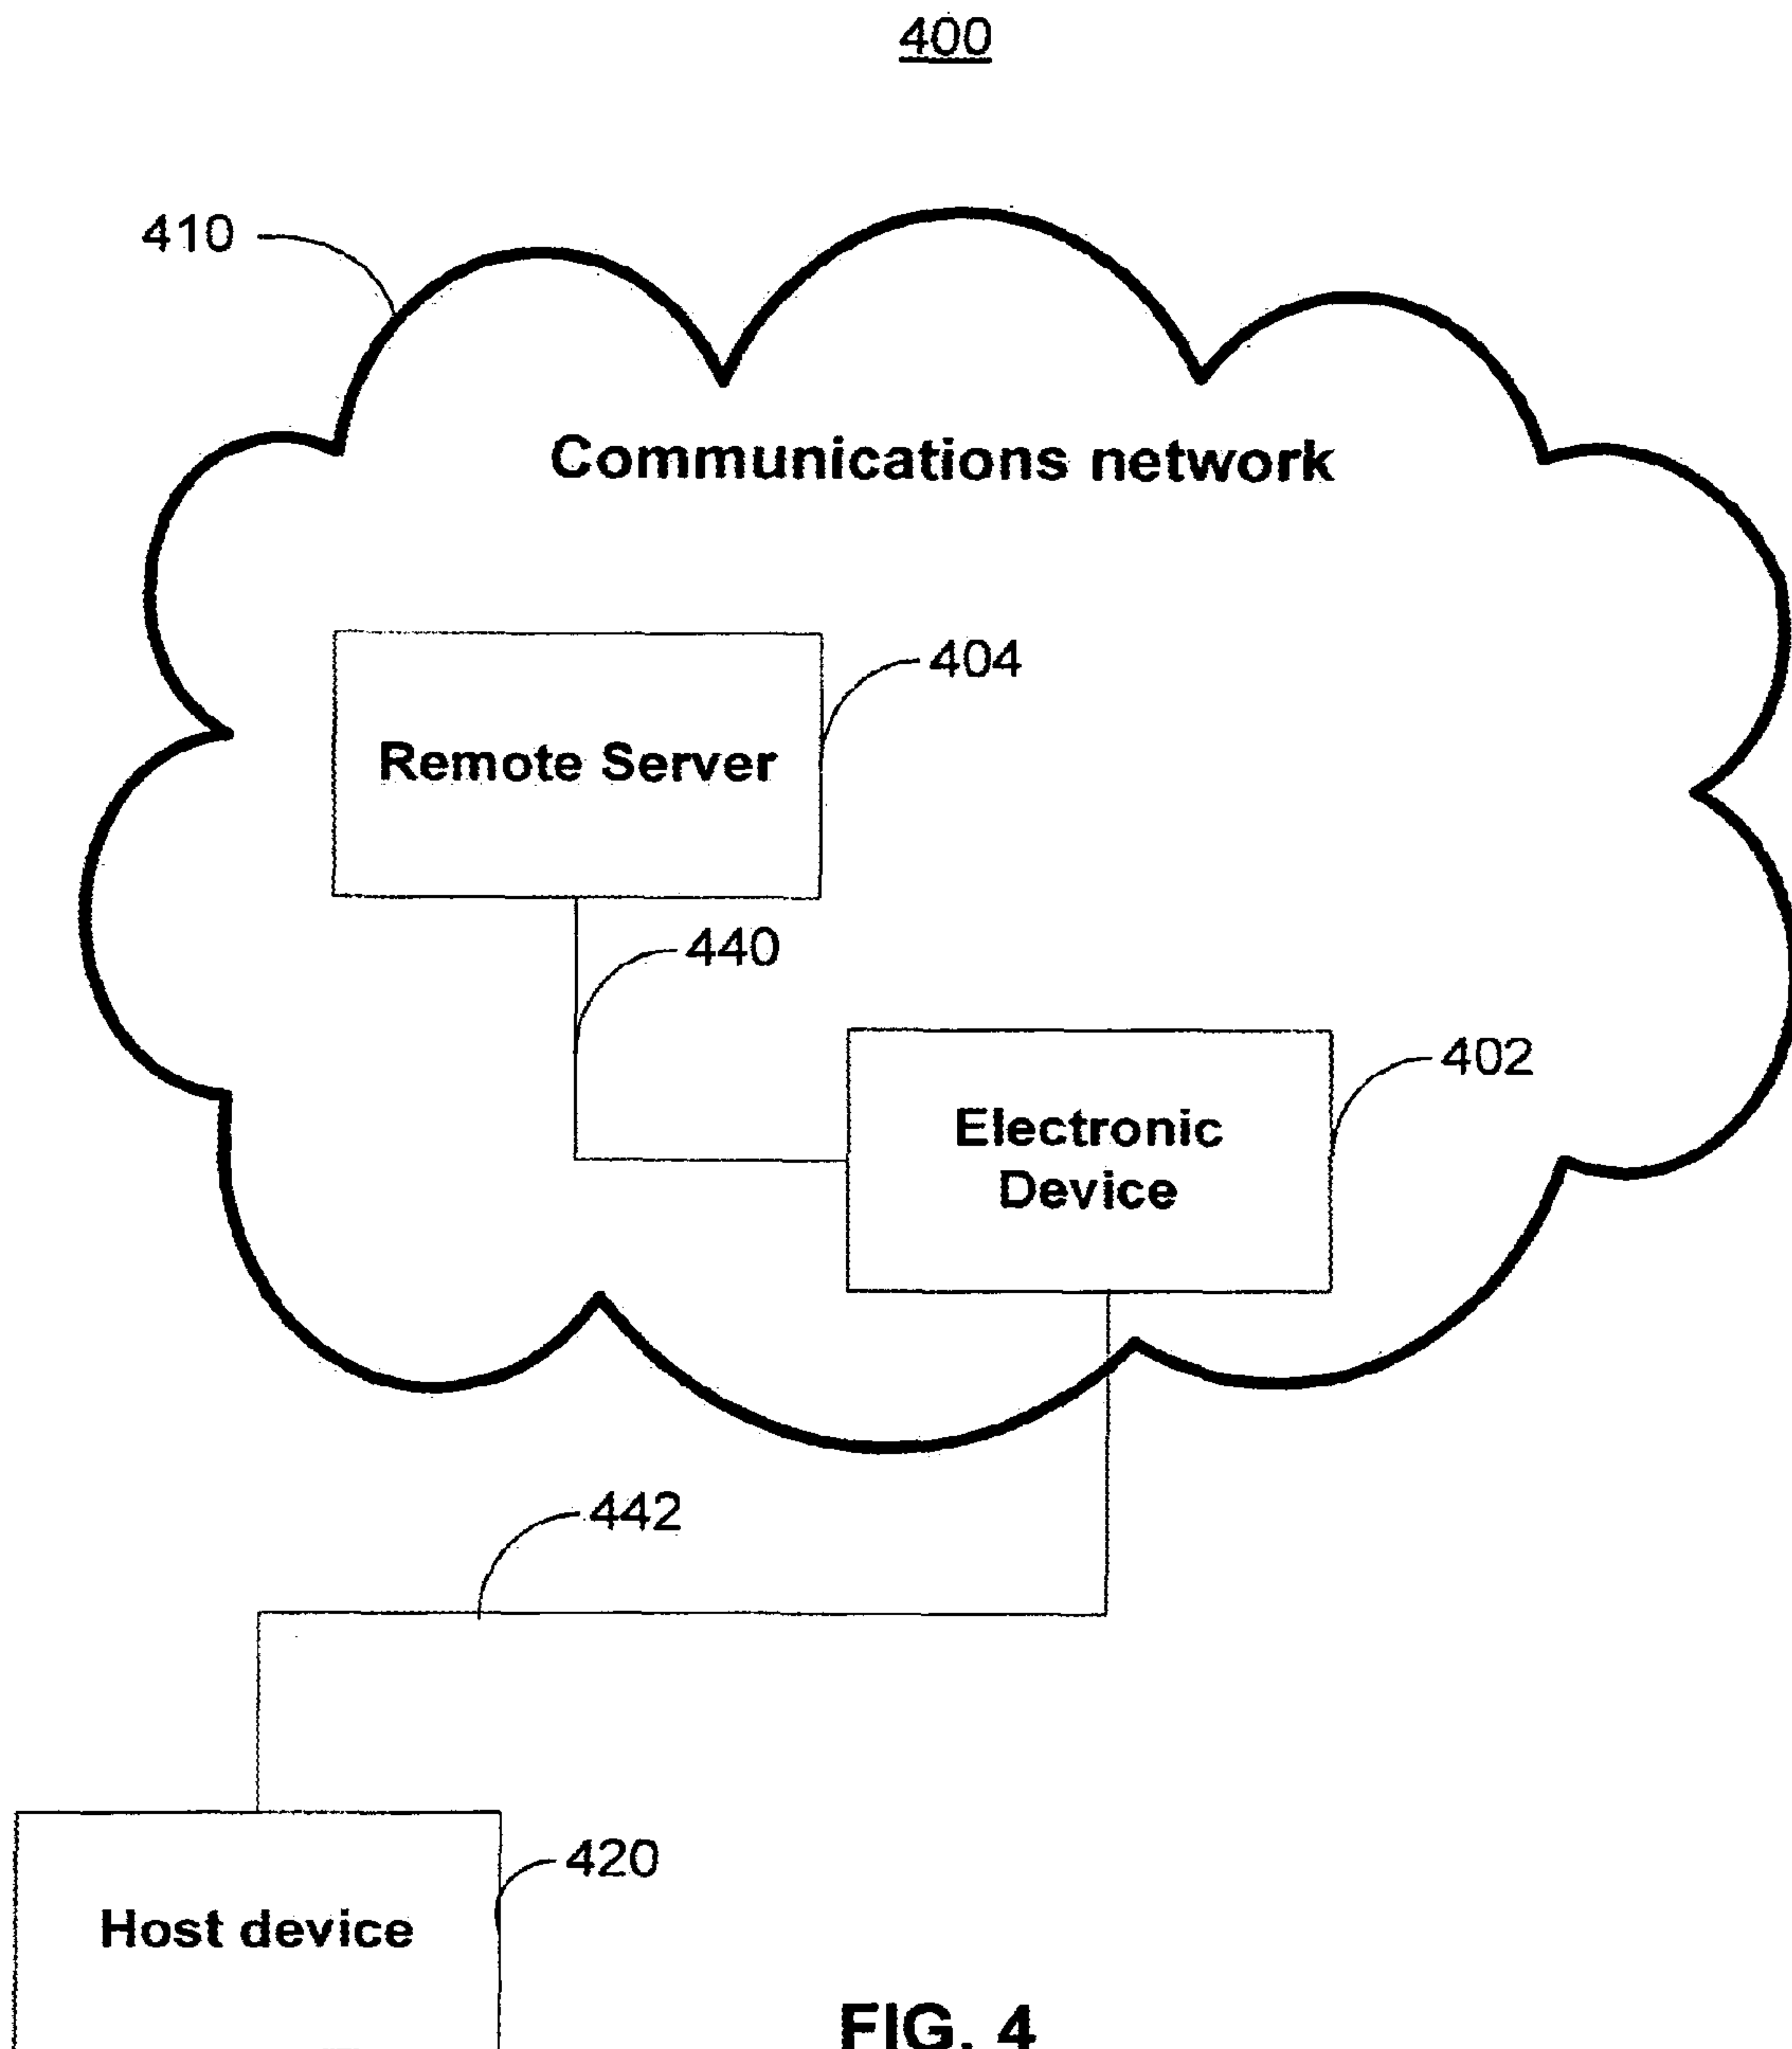 400
410
Communications network
404
Remote Server
440
402
Electronic
Device
442
420
Host device
FIG. 4